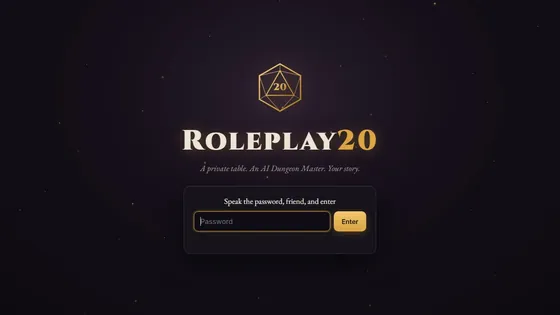 20
Roleplay20
A private table. An AI Dungeon Master. Your story.
Speak the password, friend, and enter
Password
Enter